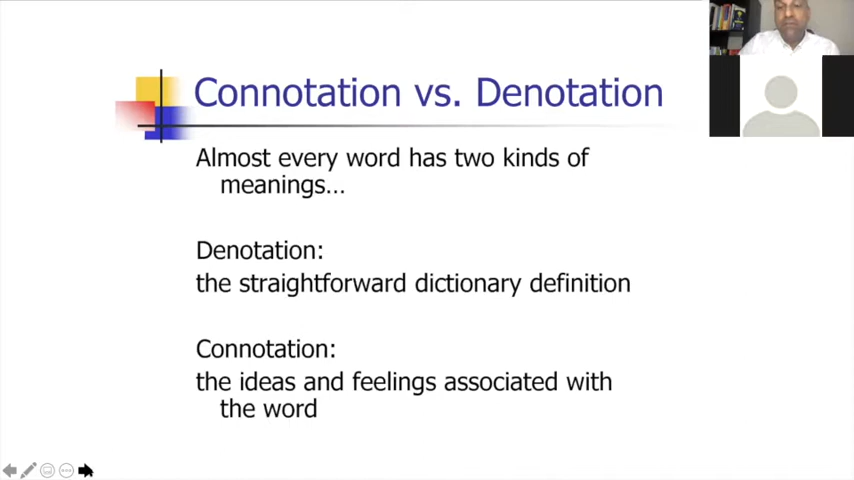 Connotation vs. Denotation
Almost every word has two kinds of
meanings...
Denotation:
the straightforward dictionary definition
Connotation:
the ideas and feelings associated with
the word